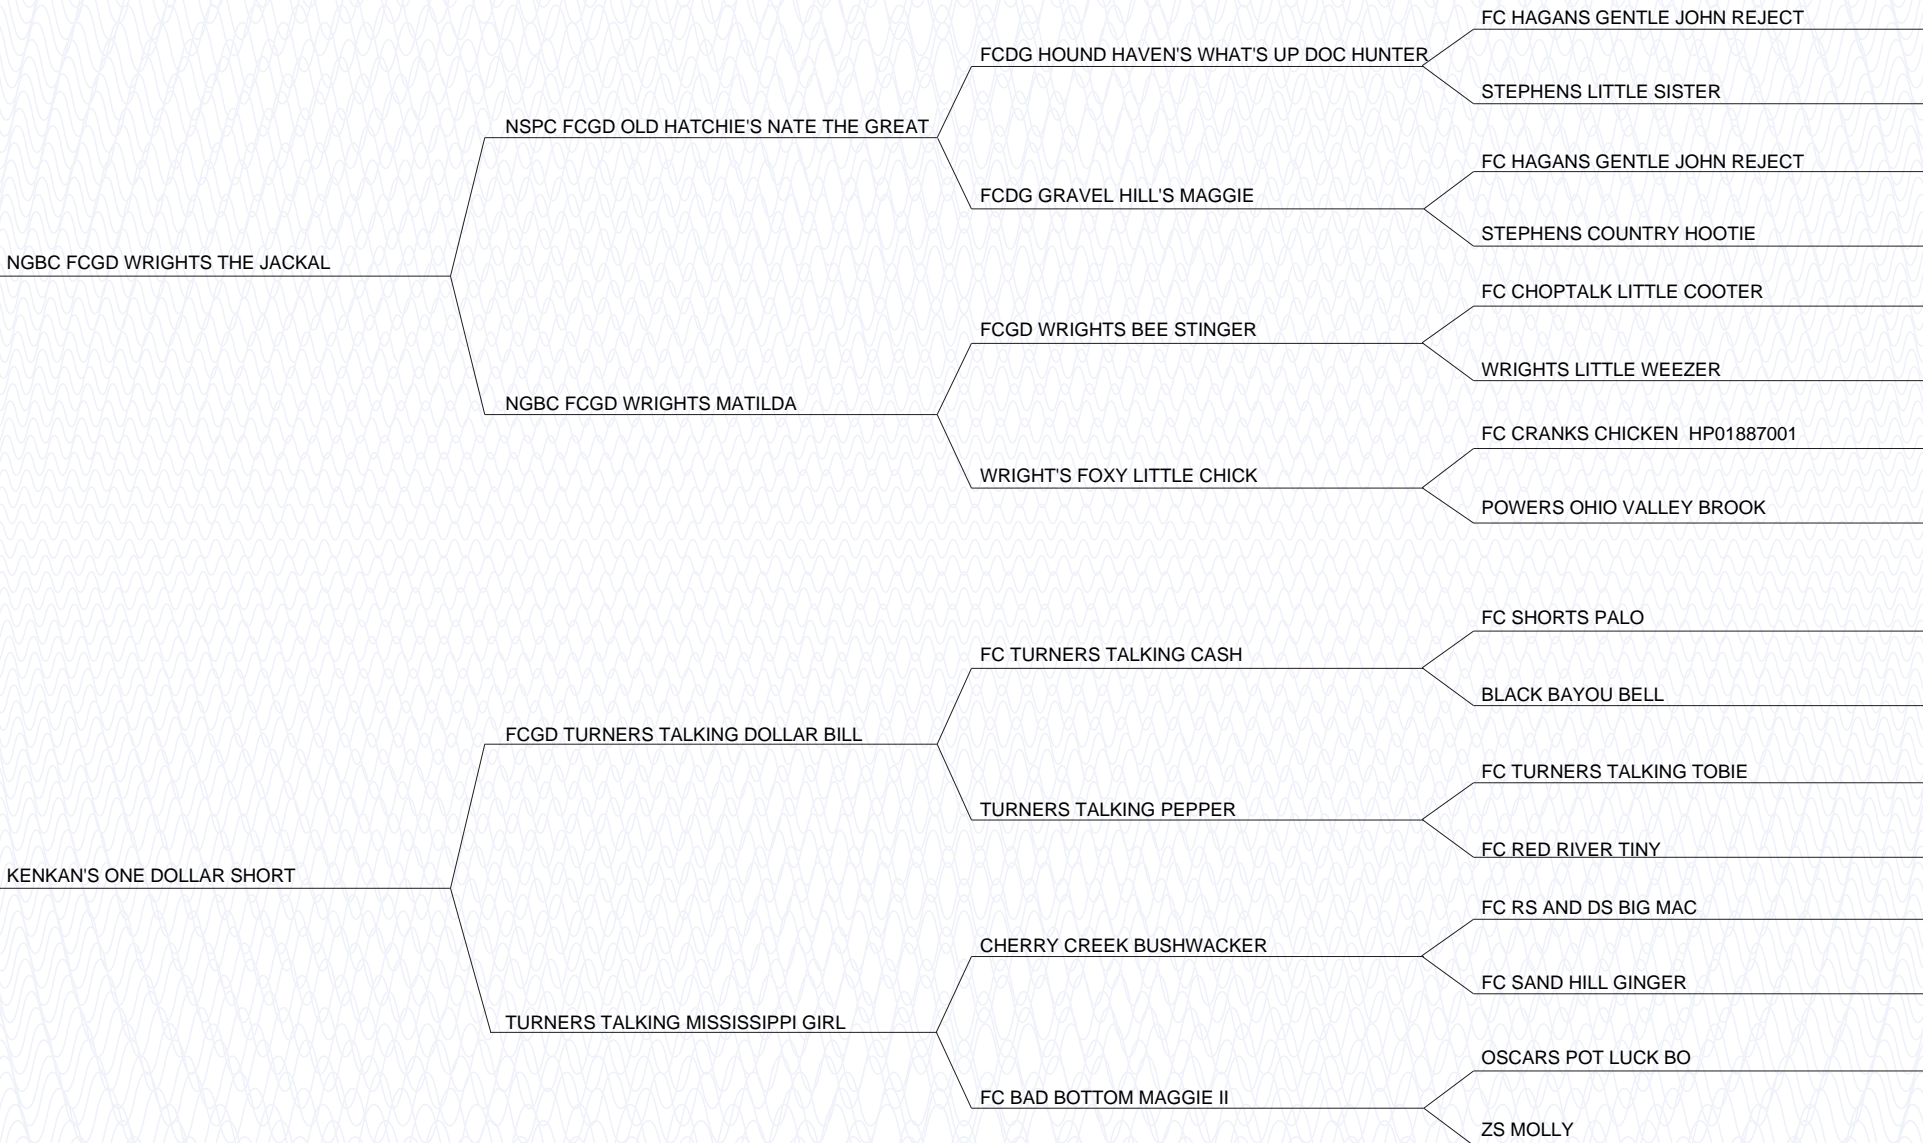 FC HAGANS GENTLE JOHN REJECT
FCDG HOUND HAVEN'S WHAT'S UP DOC HUNTER
STEPHENS LITTLE SISTER
NSPC FCGD OLD HATCHIE'S NATE THE GREAT
FC HAGANS GENTLE JOHN REJECT
FCDG GRAVEL HILL'S MAGGIE
STEPHENS COUNTRY HOOTIE
NGBC FCGD WRIGHTS THE JACKAL
FC CHOPTALK LITTLE COOTER
FCGD WRIGHTS BEE STINGER
WRIGHTS LITTLE WEEZER
NGBC FCGD WRIGHTS MATILDA
FC CRANKS CHICKEN  HP01887001
WRIGHT'S FOXY LITTLE CHICK
POWERS OHIO VALLEY BROOK
FC SHORTS PALO
FC TURNERS TALKING CASH
BLACK BAYOU BELL
FCGD TURNERS TALKING DOLLAR BILL
FC TURNERS TALKING TOBIE
TURNERS TALKING PEPPER
FC RED RIVER TINY
KENKAN'S ONE DOLLAR SHORT
FC RS AND DS BIG MAC
CHERRY CREEK BUSHWACKER
FC SAND HILL GINGER
TURNERS TALKING MISSISSIPPI GIRL
OSCARS POT LUCK BO
FC BAD BOTTOM MAGGIE II
ZS MOLLY